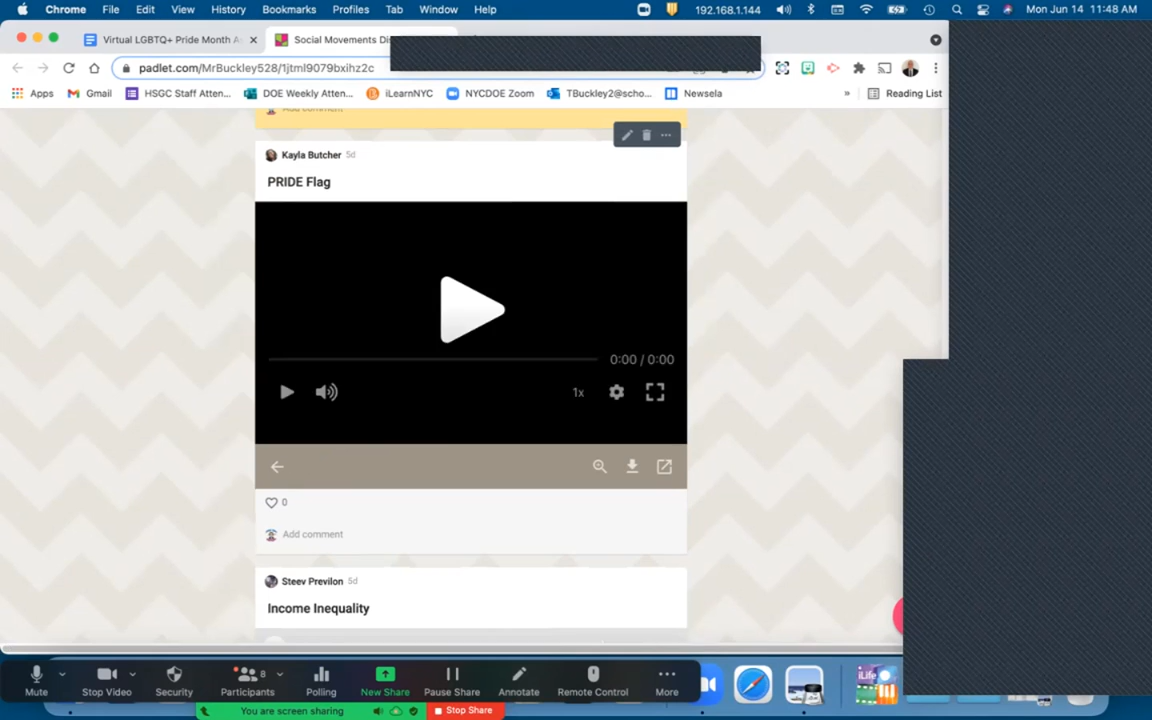 Chrome File Edit View History Bookmarks Profiles Tab Window Help 192.168.1.144 Mon Jun 14 11:48 AM
Virtual LGBTQ+ Pride Month A Social Movements Di
padlet.com/MrBuckley528/1jtml9079bxihz2c
Apps Gmail HSGC Staff Atten... DOE Weekly Atten... iLearnNYC NYCDOE Zoom TBuckley2@scho... Newsela » Reading List
Add comment
Kayla Butcher 5d
PRIDE Flag
0:00 / 0:00
1x
0
Add comment
Steev Previlon 5d
Income Inequality
8
Mute Stop Video Security Participants Polling New Share Pause Share Annotate Remote Control More
iLife
You are screen sharing Stop Share